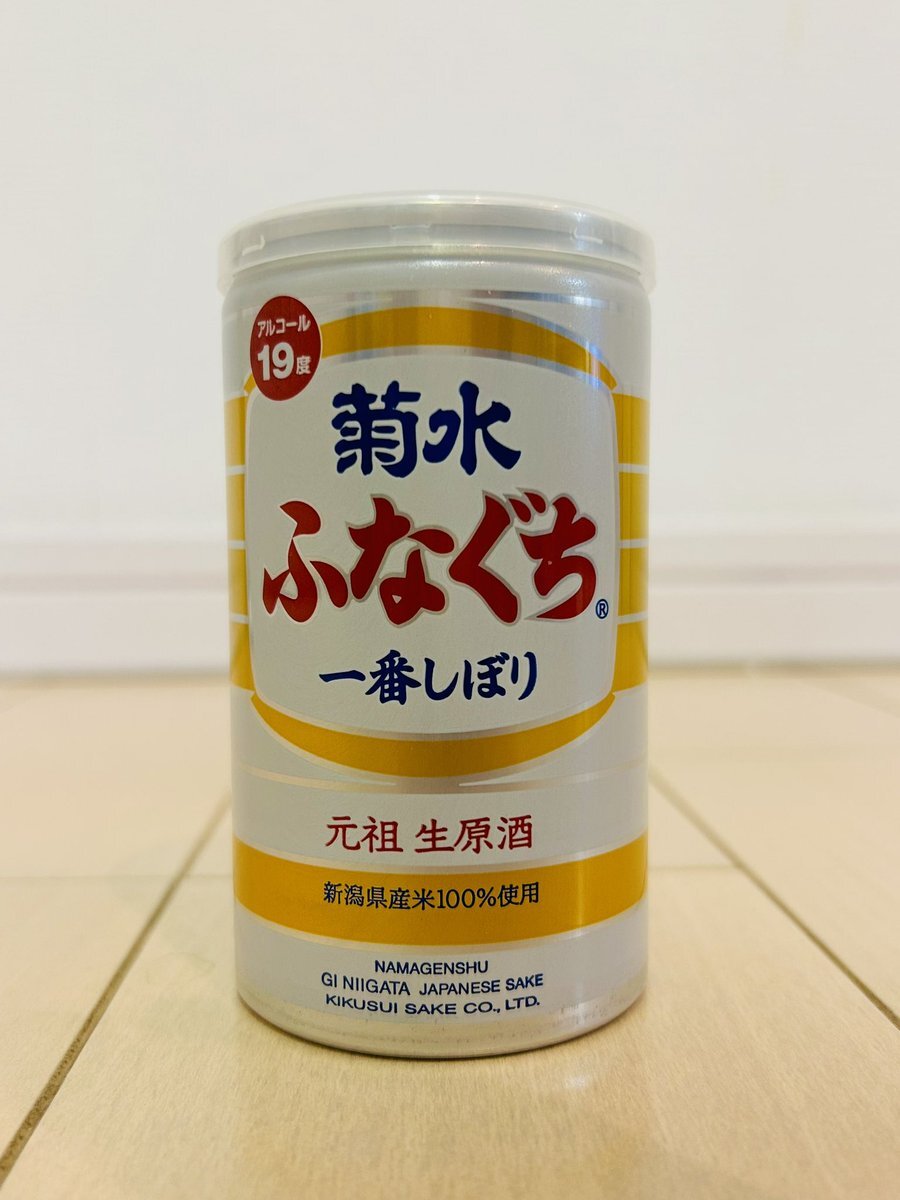 アルコール
19度
菊水
ふなぐち®
一番しぼり
元祖 生原酒
新潟県産米100%使用
NAMAGENSHU
GI NIIGATA JAPANESE SAKE
KIKUSUI SAKE CO., LTD.